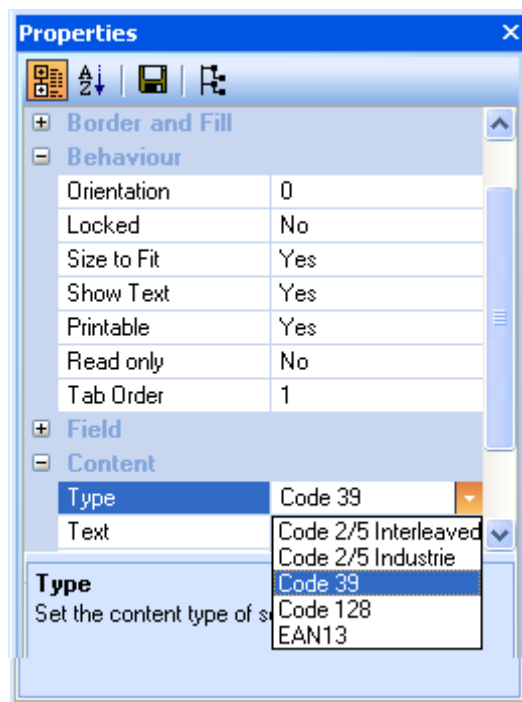 Properties
Border and Fill
Behaviour
Orientation 0
Locked No
Size to Fit Yes
Show Text Yes
Printable Yes
Read only No
Tab Order 1
Field
Content
Type Code 39
Text
Code 2/5 Interleaved
Code 2/5 Industrie
Code 39
Code 128
EAN13
Type
Set the content type of s